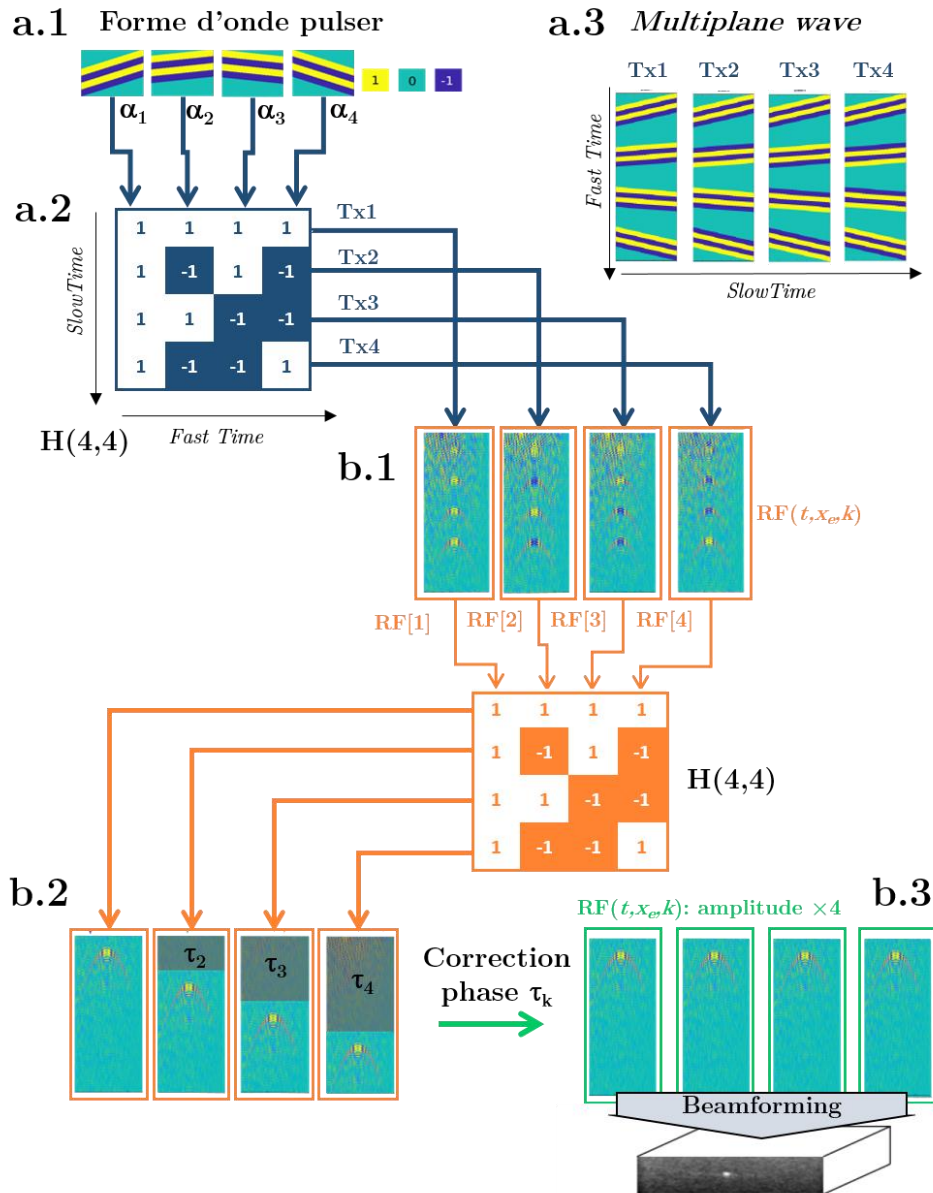 a.1 Forme d'onde pulser
1 0 -1
α₁ α₂ α₃ α₄
a.3 Multiplane wave
Tx1 Tx2 Tx3 Tx4
Fast Time
SlowTime
a.2
SlowTime
1 1 1 1
1 -1 1 -1
1 1 -1 -1
1 -1 -1 1
Fast Time
H(4,4)
Tx1
Tx2
Tx3
Tx4
b.1
RF(t,xₑ,k)
RF[1] RF[2] RF[3] RF[4]
1 1 1 1
1 -1 1 -1
1 1 -1 -1
1 -1 -1 1
H(4,4)
b.2
τ₂
τ₃
τ₄
Correction
phase τₖ
b.3
RF(t,xₑ,k): amplitude ×4
Beamforming